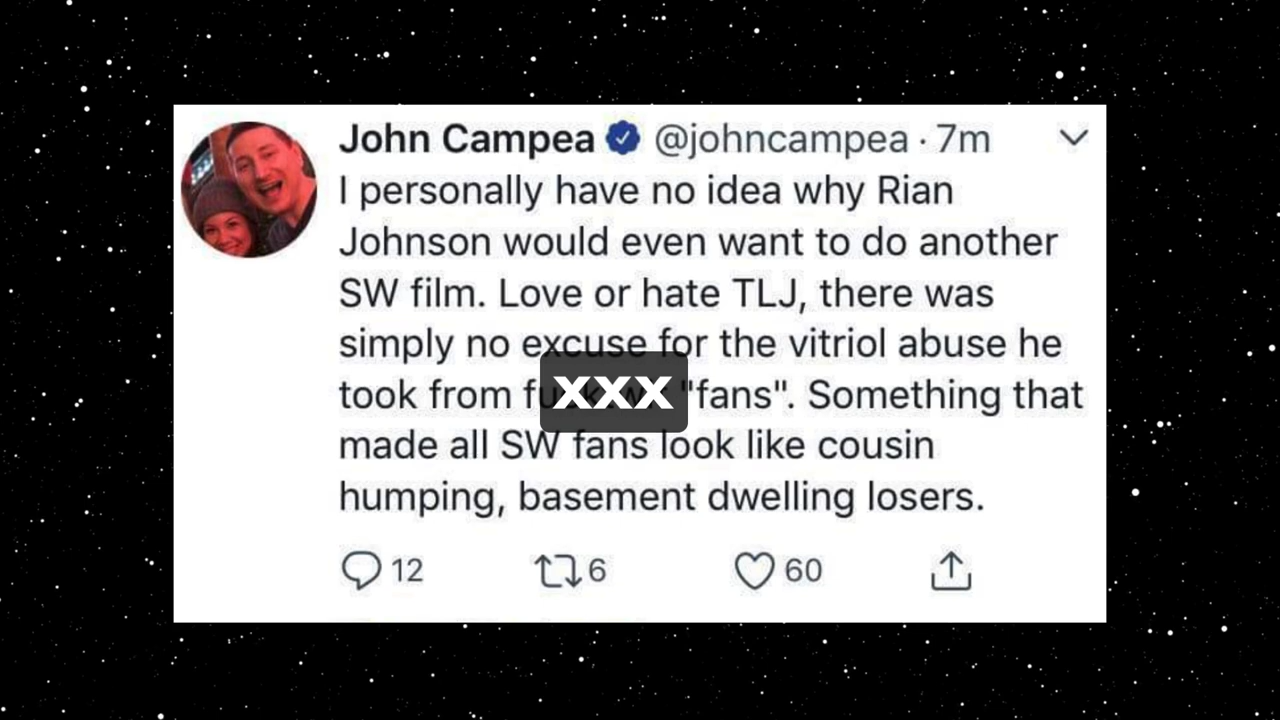 John Campea @johncampea · 7m
I personally have no idea why Rian
Johnson would even want to do another
SW film. Love or hate TLJ, there was
simply no excuse for the vitriol abuse he
took from xxx "fans". Something that
made all SW fans look like cousin
humping, basement dwelling losers.
12 6 60